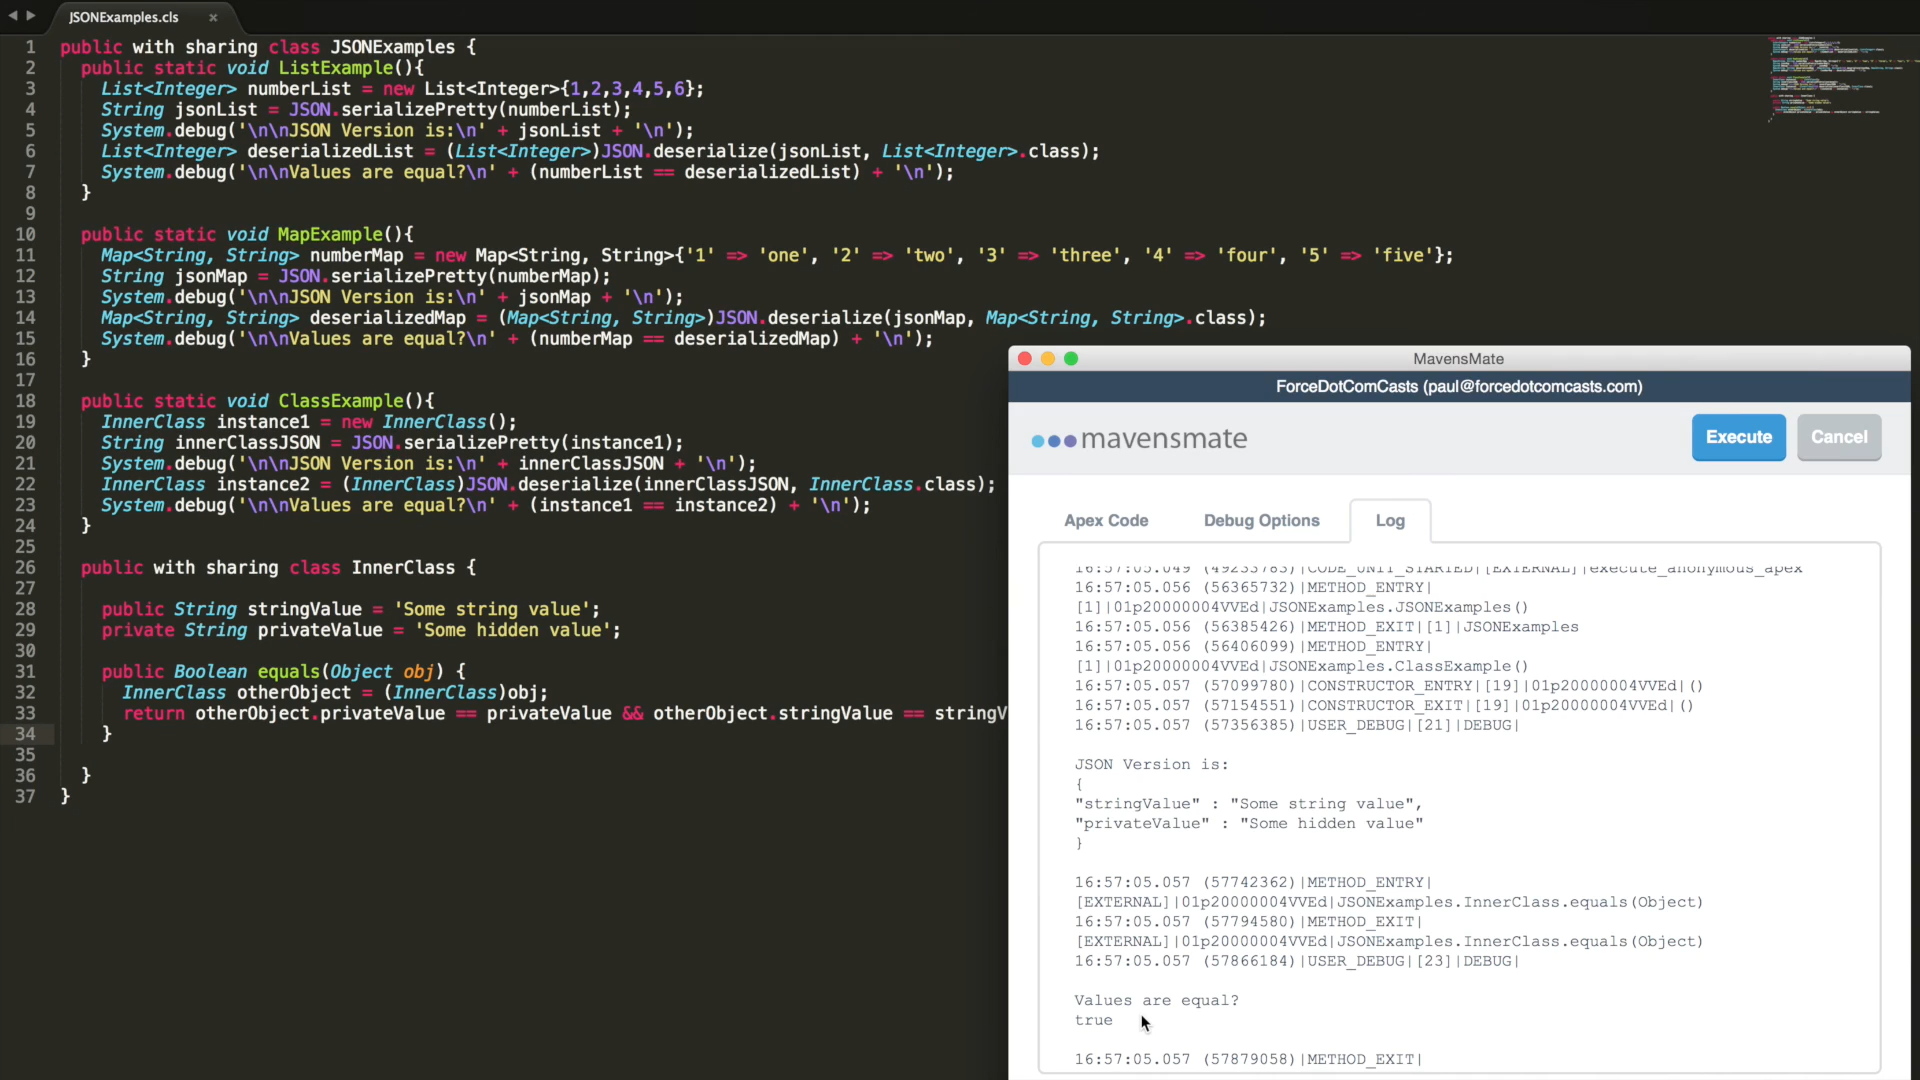 JSONExamples.cls ×
1 public with sharing class JSONExamples {
2 public static void ListExample(){
3 List<Integer> numberList = new List<Integer>{1,2,3,4,5,6};
4 String jsonList = JSON.serializePretty(numberList);
5 System.debug('\n\nJSON Version is:\n' + jsonList + '\n');
6 List<Integer> deserializedList = (List<Integer>)JSON.deserialize(jsonList, List<Integer>.class);
7 System.debug('\n\nValues are equal?\n' + (numberList == deserializedList) + '\n');
8 }
9
10 public static void MapExample(){
11 Map<String, String> numberMap = new Map<String, String>{'1' => 'one', '2' => 'two', '3' => 'three', '4' => 'four', '5' => 'five'};
12 String jsonMap = JSON.serializePretty(numberMap);
13 System.debug('\n\nJSON Version is:\n' + jsonMap + '\n');
14 Map<String, String> deserializedMap = (Map<String, String>)JSON.deserialize(jsonMap, Map<String, String>.class);
15 System.debug('\n\nValues are equal?\n' + (numberMap == deserializedMap) + '\n');
16 }
17
18 public static void ClassExample(){
19 InnerClass instance1 = new InnerClass();
20 String innerClassJSON = JSON.serializePretty(instance1);
21 System.debug('\n\nJSON Version is:\n' + innerClassJSON + '\n');
22 InnerClass instance2 = (InnerClass)JSON.deserialize(innerClassJSON, InnerClass.class);
23 System.debug('\n\nValues are equal?\n' + (instance1 == instance2) + '\n');
24 }
25
26 public with sharing class InnerClass {
27
28 public String stringValue = 'Some string value';
29 private String privateValue = 'Some hidden value';
30
31 public Boolean equals(Object obj) {
32 InnerClass otherObject = (InnerClass)obj;
33 return otherObject.privateValue == privateValue && otherObject.stringValue == stringV
34 }
35
36 }
37 }
MavensMate
ForceDotComCasts (paul@forcedotcomcasts.com)
mavensmate
Execute Cancel
Apex Code Debug Options Log
16:57:05.049 (49233783)|CODE_UNIT_STARTED|[EXTERNAL]|execute_anonymous_apex
16:57:05.056 (56365732)|METHOD_ENTRY|
[1]|01p20000004VVEd|JSONExamples.JSONExamples()
16:57:05.056 (56385426)|METHOD_EXIT|[1]|JSONExamples
16:57:05.056 (56406099)|METHOD_ENTRY|
[1]|01p20000004VVEd|JSONExamples.ClassExample()
16:57:05.057 (57099780)|CONSTRUCTOR_ENTRY|[19]|01p20000004VVEd|<init>()
16:57:05.057 (57154551)|CONSTRUCTOR_EXIT|[19]|01p20000004VVEd|<init>()
16:57:05.057 (57356385)|USER_DEBUG|[21]|DEBUG|
JSON Version is:
{
"stringValue" : "Some string value",
"privateValue" : "Some hidden value"
}
16:57:05.057 (57742362)|METHOD_ENTRY|
[EXTERNAL]|01p20000004VVEd|JSONExamples.InnerClass.equals(Object)
16:57:05.057 (57794580)|METHOD_EXIT|
[EXTERNAL]|01p20000004VVEd|JSONExamples.InnerClass.equals(Object)
16:57:05.057 (57866184)|USER_DEBUG|[23]|DEBUG|
Values are equal?
true
16:57:05.057 (57879058)|METHOD_EXIT|